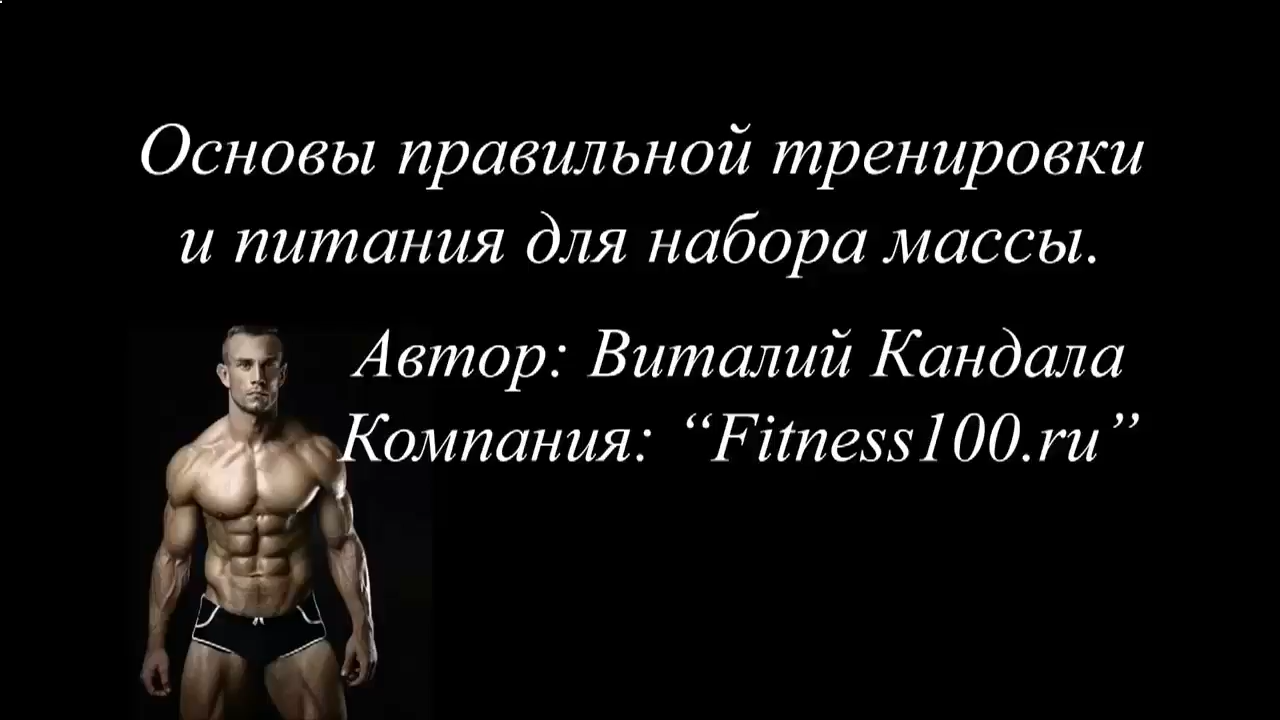 Основы правильной тренировки
и питания для набора массы.
Автор: Виталий Кандала
Компания: “Fitness100.ru”